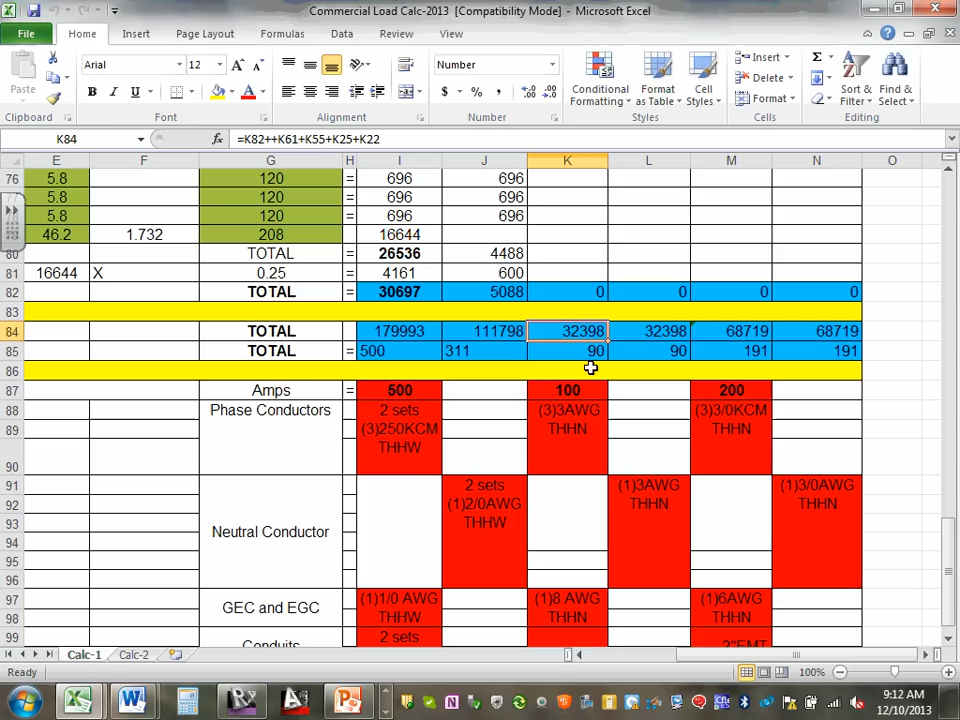 Commercial Load Calc-2013 [Compatibility Mode] - Microsoft Excel
File Home Insert Page Layout Formulas Data Review View
Arial 12 Number
Paste B I U $ % , Conditional Formatting Format as Table Cell Styles Insert Delete Format Σ Sort & Filter Find & Select
Clipboard Font Alignment Number Styles Cells Editing
K84 fx =K82++K61+K55+K25+K22
E F G H I J K L M N O
76 5.8 120 = 696 696
5.8 120 = 696 696
5.8 120 = 696 696
46.2 1.732 208 16644
80 TOTAL = 26536 4488
81 16644 X 0.25 = 4161 600
82 TOTAL = 30697 5088 0 0 0 0
83
84 TOTAL 179993 111798 32398 32398 68719 68719
85 TOTAL = 500 311 90 90 191 191
86
87 Amps = 500 100 200
88 Phase Conductors 2 sets (3)3AWG (3)3/0KCM
89 (3)250KCM THHN THHN
90 THHW
91 2 sets (1)3AWG (1)3/0AWG
92 (1)2/0AWG THHN THHN
93 Neutral Conductor THHW
94
95
96
97 GEC and EGC (1)1/0 AWG (1)8 AWG (1)6AWG
98 THHW THHN THHN
99 Conduits 2 sets 2"EMT
Calc-1 Calc-2
Ready 100%
9:12 AM
12/10/2013